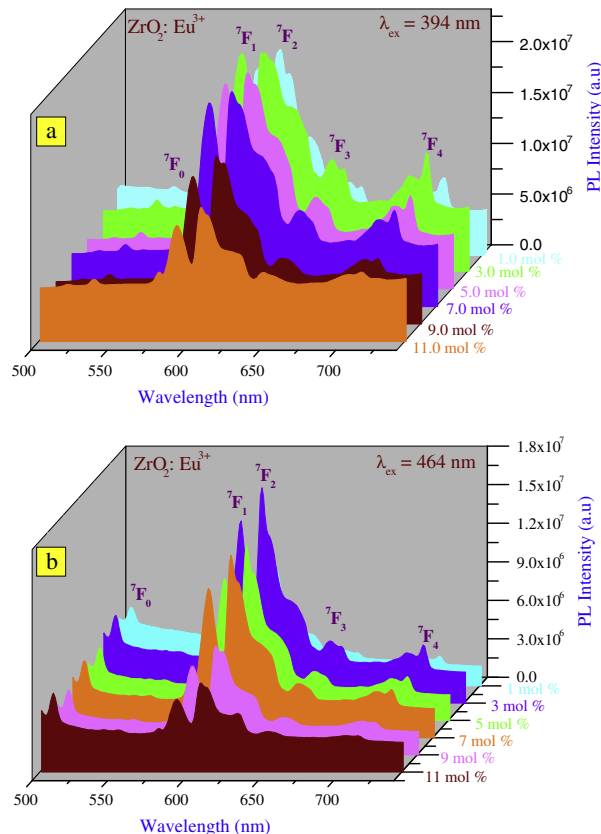 ZrO₂: Eu³⁺
λₑₓ = 394 nm
⁷F₁
⁷F₂
a
⁷F₀
⁷F₃
⁷F₄
2.0x10⁷
1.5x10⁷
1.0x10⁷
5.0x10⁶
0.0
PL Intensity (a.u)
1.0 mol %
3.0 mol %
5.0 mol %
7.0 mol %
9.0 mol %
11.0 mol %
500
550
600
650
700
Wavelength (nm)
ZrO₂: Eu³⁺
λₑₓ = 464 nm
⁷F₂
⁷F₁
b
⁷F₀
⁷F₃
⁷F₄
1.8x10⁷
1.5x10⁷
1.2x10⁷
9.0x10⁶
6.0x10⁶
3.0x10⁶
0.0
PL Intensity (a.u)
1 mol %
3 mol %
5 mol %
7 mol %
9 mol %
11 mol %
500
550
600
650
700
Wavelength (nm)